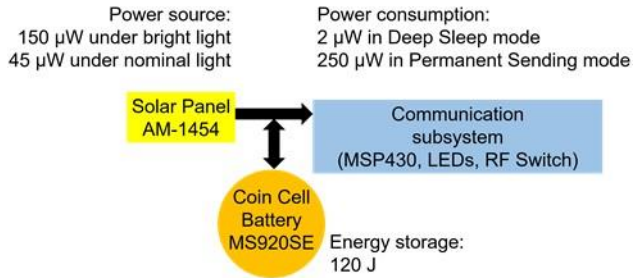 Power source:
150 µW under bright light
45 µW under nominal light
Power consumption:
2 µW in Deep Sleep mode
250 µW in Permanent Sending mode
Solar Panel
AM-1454
Communication
subsystem
(MSP430, LEDs, RF Switch)
Coin Cell
Battery
MS920SE
Energy storage:
120 J